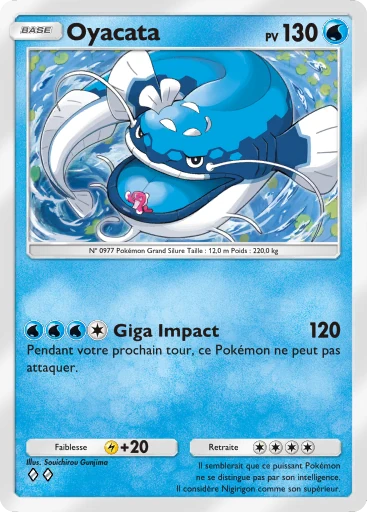 BASE Oyacata PV 130
N° 0977 Pokémon Grand Silure Taille : 12,0 m Poids : 220,0 kg
Giga Impact 120
Pendant votre prochain tour, ce Pokémon ne peut pas
attaquer.
Faiblesse +20 Retraite
Illus. Souichirou Gunjima
Il semblerait que ce puissant Pokémon
ne se distingue pas par son intelligence.
Il considère Nigirigon comme son supérieur.